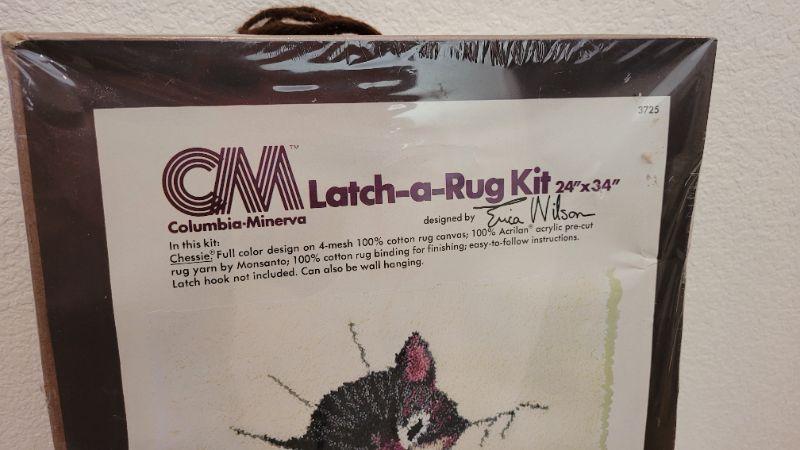 3725
CM™
Latch-a-Rug Kit 24"x34"
Columbia-Minerva
designed by Erica Wilson
In this kit:
Chessie:® Full color design on 4-mesh 100% cotton rug canvas; 100% Acrilan® acrylic pre-cut
rug yarn by Monsanto; 100% cotton rug binding for finishing; easy-to-follow instructions.
Latch hook not included. Can also be wall hanging.